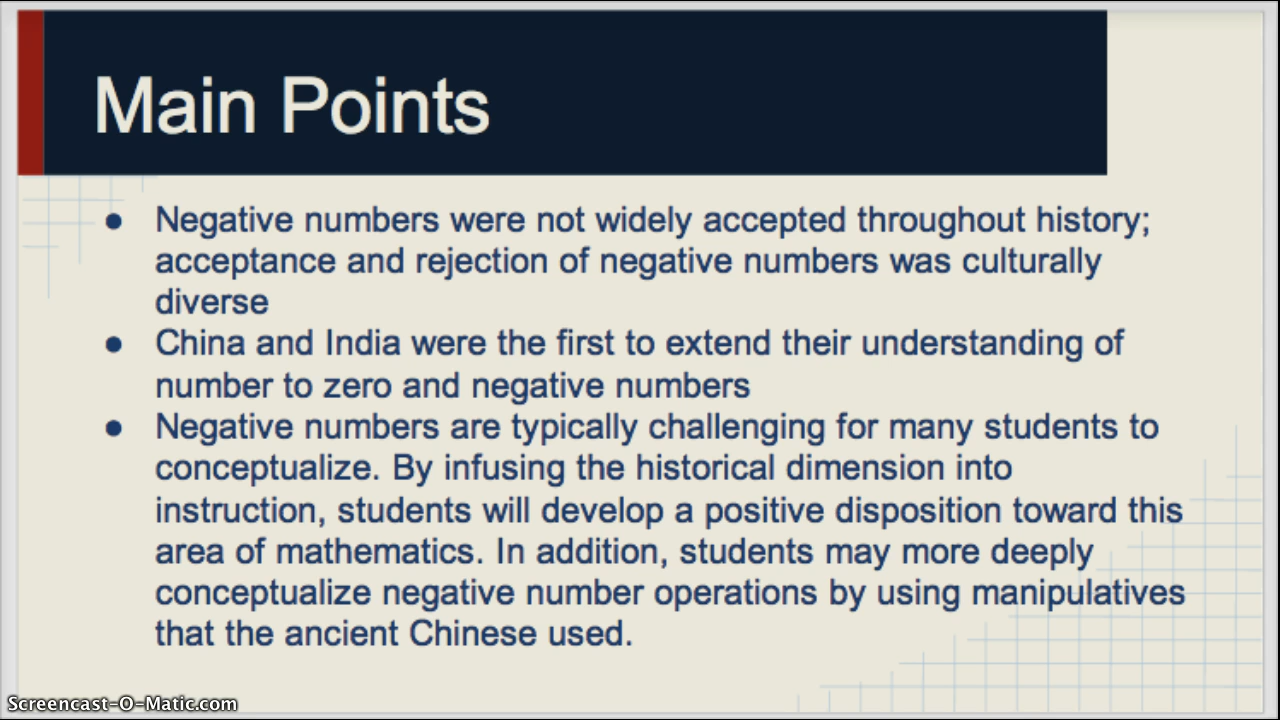 Main Points
● Negative numbers were not widely accepted throughout history;
acceptance and rejection of negative numbers was culturally
diverse
● China and India were the first to extend their understanding of
number to zero and negative numbers
● Negative numbers are typically challenging for many students to
conceptualize. By infusing the historical dimension into
instruction, students will develop a positive disposition toward this
area of mathematics. In addition, students may more deeply
conceptualize negative number operations by using manipulatives
that the ancient Chinese used.
Screencast-O-Matic.com